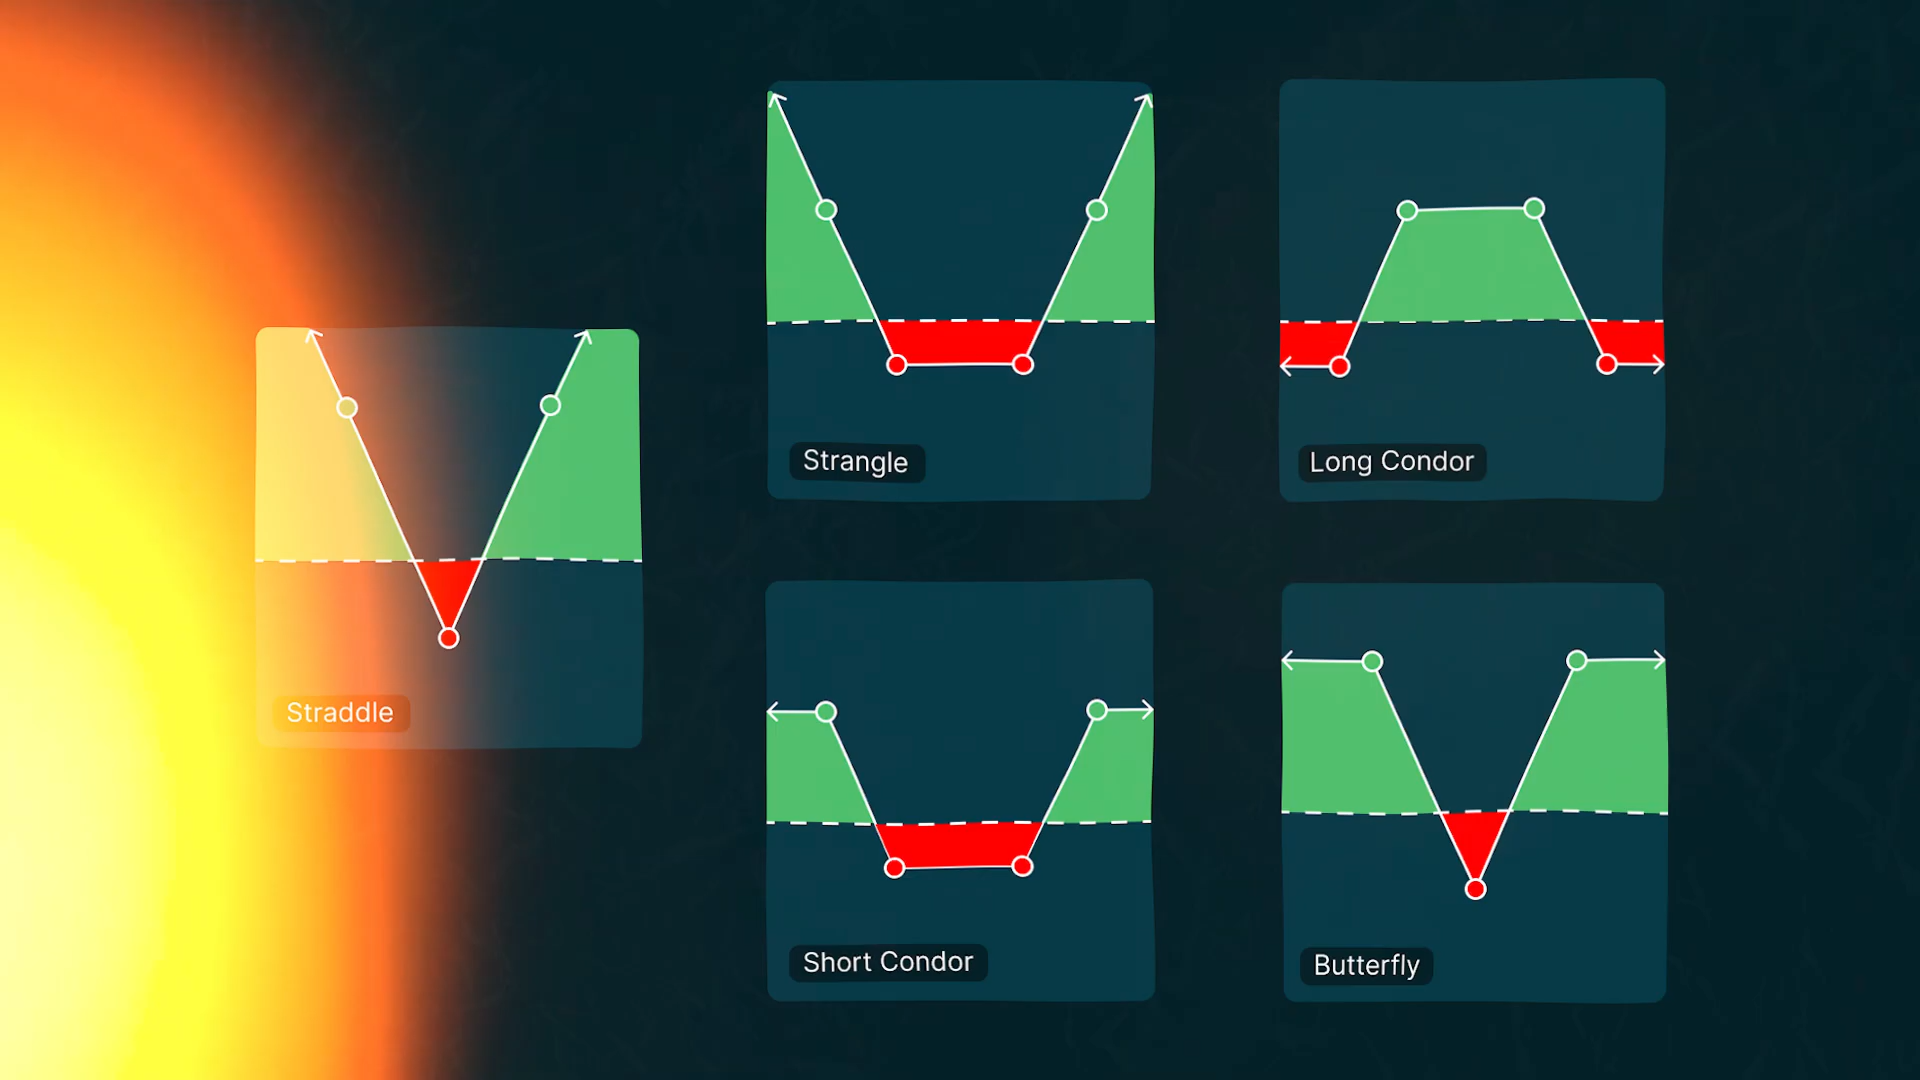 Straddle
Strangle
Long Condor
Short Condor
Butterfly